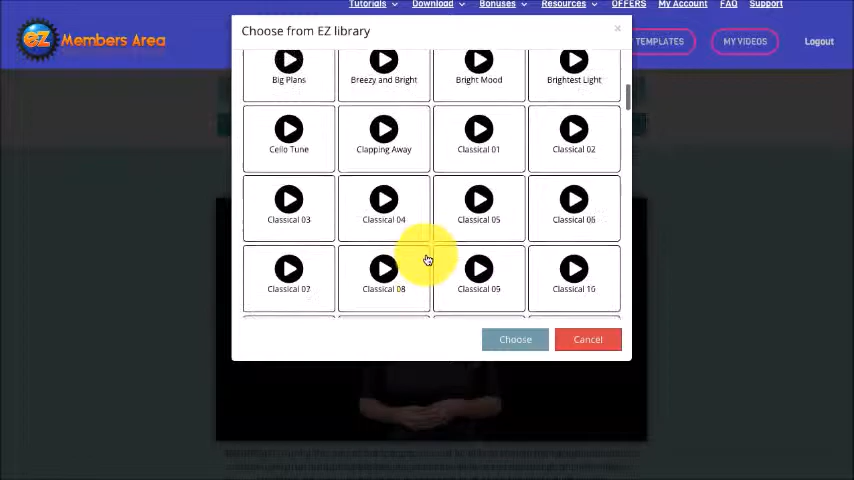 Tutorials Download Bonuses Resources OFFERS My Account FAQ Support
EZ Members Area
TEMPLATES
MY VIDEOS
Logout
Choose from EZ library
×
Big Plans
Breezy and Bright
Bright Mood
Brightest Light
Cello Tune
Clapping Away
Classical 01
Classical 02
Classical 03
Classical 04
Classical 05
Classical 06
Classical 07
Classical 08
Classical 09
Classical 10
Choose
Cancel